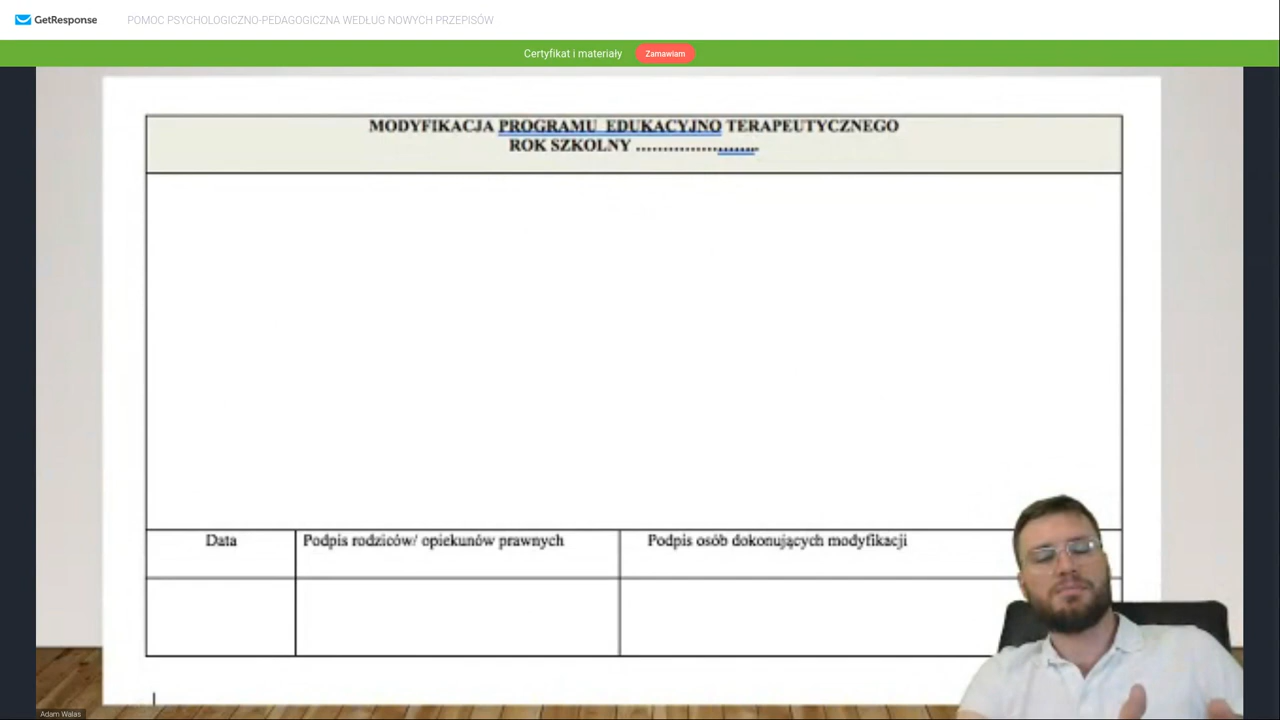 GetResponse
POMOC PSYCHOLOGICZNO-PEDAGOGICZNA WEDŁUG NOWYCH PRZEPISÓW
Certyfikat i materiały
Zamawiam
MODYFIKACJA PROGRAMU EDUKACYJNO TERAPEUTYCZNEGO
ROK SZKOLNY ............................
Data
Podpis rodziców/ opiekunów prawnych
Podpis osób dokonujących modyfikacji
Adam Walas